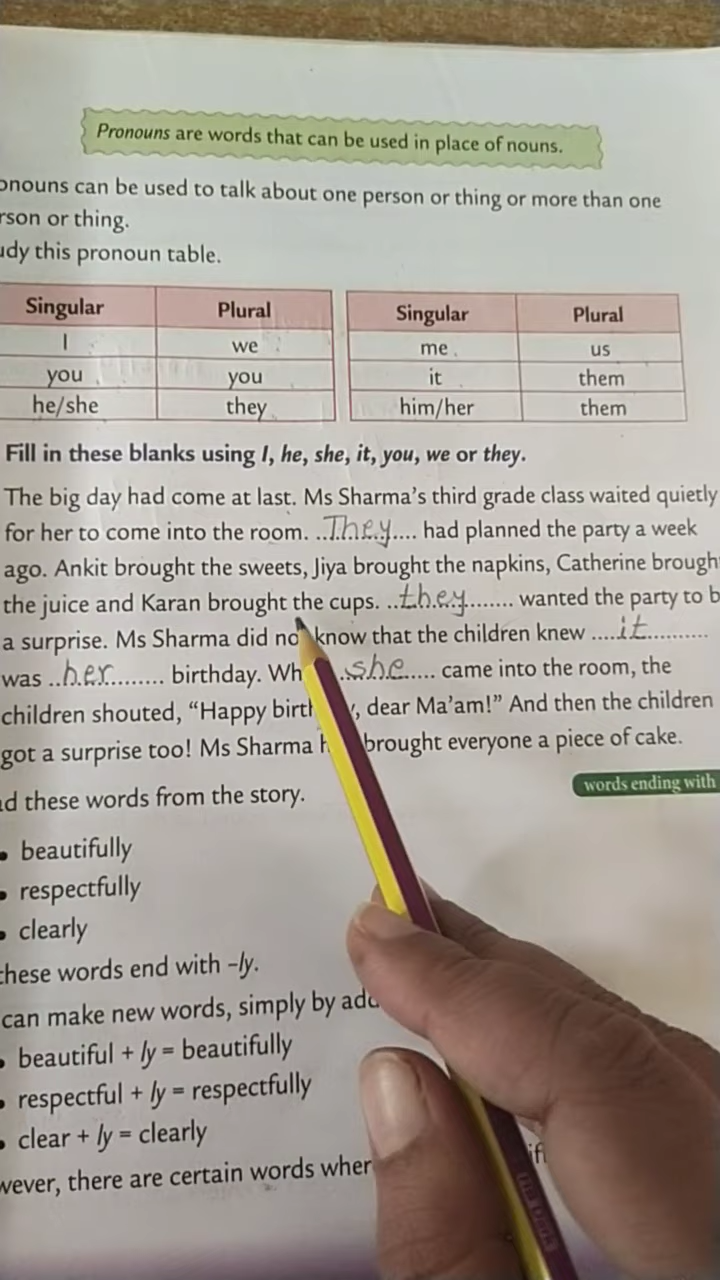 Pronouns are words that can be used in place of nouns.
onouns can be used to talk about one person or thing or more than one
rson or thing.
udy this pronoun table.
Singular Plural Singular Plural
I we me us
you you it them
he/she they him/her them
Fill in these blanks using I, he, she, it, you, we or they.
The big day had come at last. Ms Sharma's third grade class waited quietly
for her to come into the room. ..They.... had planned the party a week
ago. Ankit brought the sweets, Jiya brought the napkins, Catherine brough
the juice and Karan brought the cups. ..they........ wanted the party to b
a surprise. Ms Sharma did no know that the children knew ....it..........
was ..her......... birthday. Wh ..she..... came into the room, the
children shouted, "Happy birth , dear Ma'am!" And then the children
got a surprise too! Ms Sharma h brought everyone a piece of cake.
ad these words from the story.
words ending with
• beautifully
• respectfully
• clearly
these words end with –ly.
can make new words, simply by add
• beautiful + ly = beautifully
• respectful + ly = respectfully
• clear + ly = clearly
wever, there are certain words wher